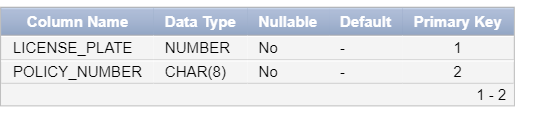 Column Name Data Type Nullable Default Primary Key
LICENSE_PLATE NUMBER No - 1
POLICY_NUMBER CHAR(8) No - 2
1 - 2